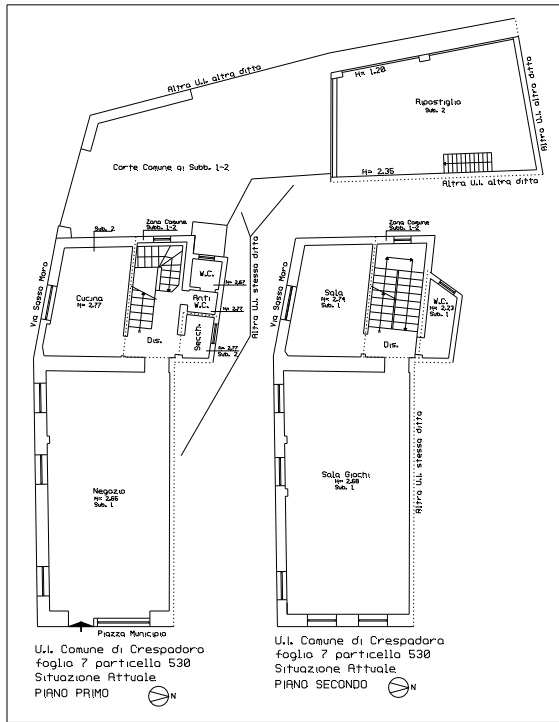 Altra U.I. altra ditta
H= 1.20
Ripostiglio
Sub. 2
Altra U.I. altra ditta
H= 2.35
Altra U.I. altra ditta
Corte Comune ai Subb. 1-2
Sub. 2
Zona Comune
Subb. 1-2
Via Sasso Moro
Cucina
H= 2.77
W.C.
H= 2.67
Anti
W.C.
H= 2.77
Dis.
Secch.
H= 2.77
Sub. 2
Altra U.I. stessa ditta
Negozio
H= 2.66
Sub. 1
Piazza Municipio
U.I. Comune di Crespadoro
foglio 7 particella 530
Situazione Attuale
PIANO PRIMO
N
Zona Comune
Subb. 1-2
Via Sasso Moro
Sala
H= 2.74
Sub. 1
W.C.
H= 2.23
Sub. 1
Dis.
Sala Giochi
H= 2.68
Sub. 1
Altra U.I. stessa ditta
U.I. Comune di Crespadoro
foglio 7 particella 530
Situazione Attuale
PIANO SECONDO
N